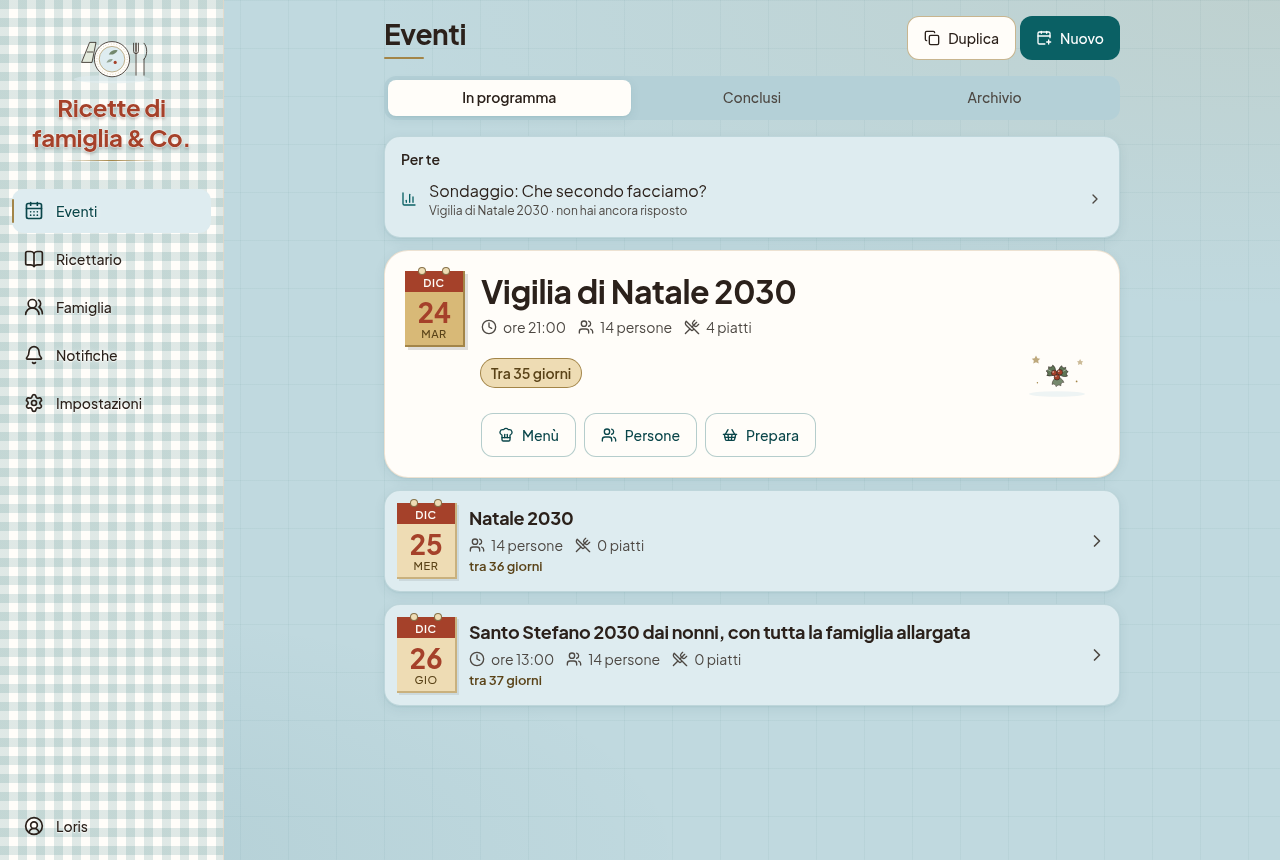 Ricette di
famiglia & Co.
Eventi
Ricettario
Famiglia
Notifiche
Impostazioni
Loris
Eventi
Duplica
Nuovo
In programma
Conclusi
Archivio
Per te
Sondaggio: Che secondo facciamo?
Vigilia di Natale 2030 · non hai ancora risposto
DIC
24
MAR
Vigilia di Natale 2030
ore 21:00
14 persone
4 piatti
Tra 35 giorni
Menù
Persone
Prepara
DIC
25
MER
Natale 2030
14 persone
0 piatti
tra 36 giorni
DIC
26
GIO
Santo Stefano 2030 dai nonni, con tutta la famiglia allargata
ore 13:00
14 persone
0 piatti
tra 37 giorni